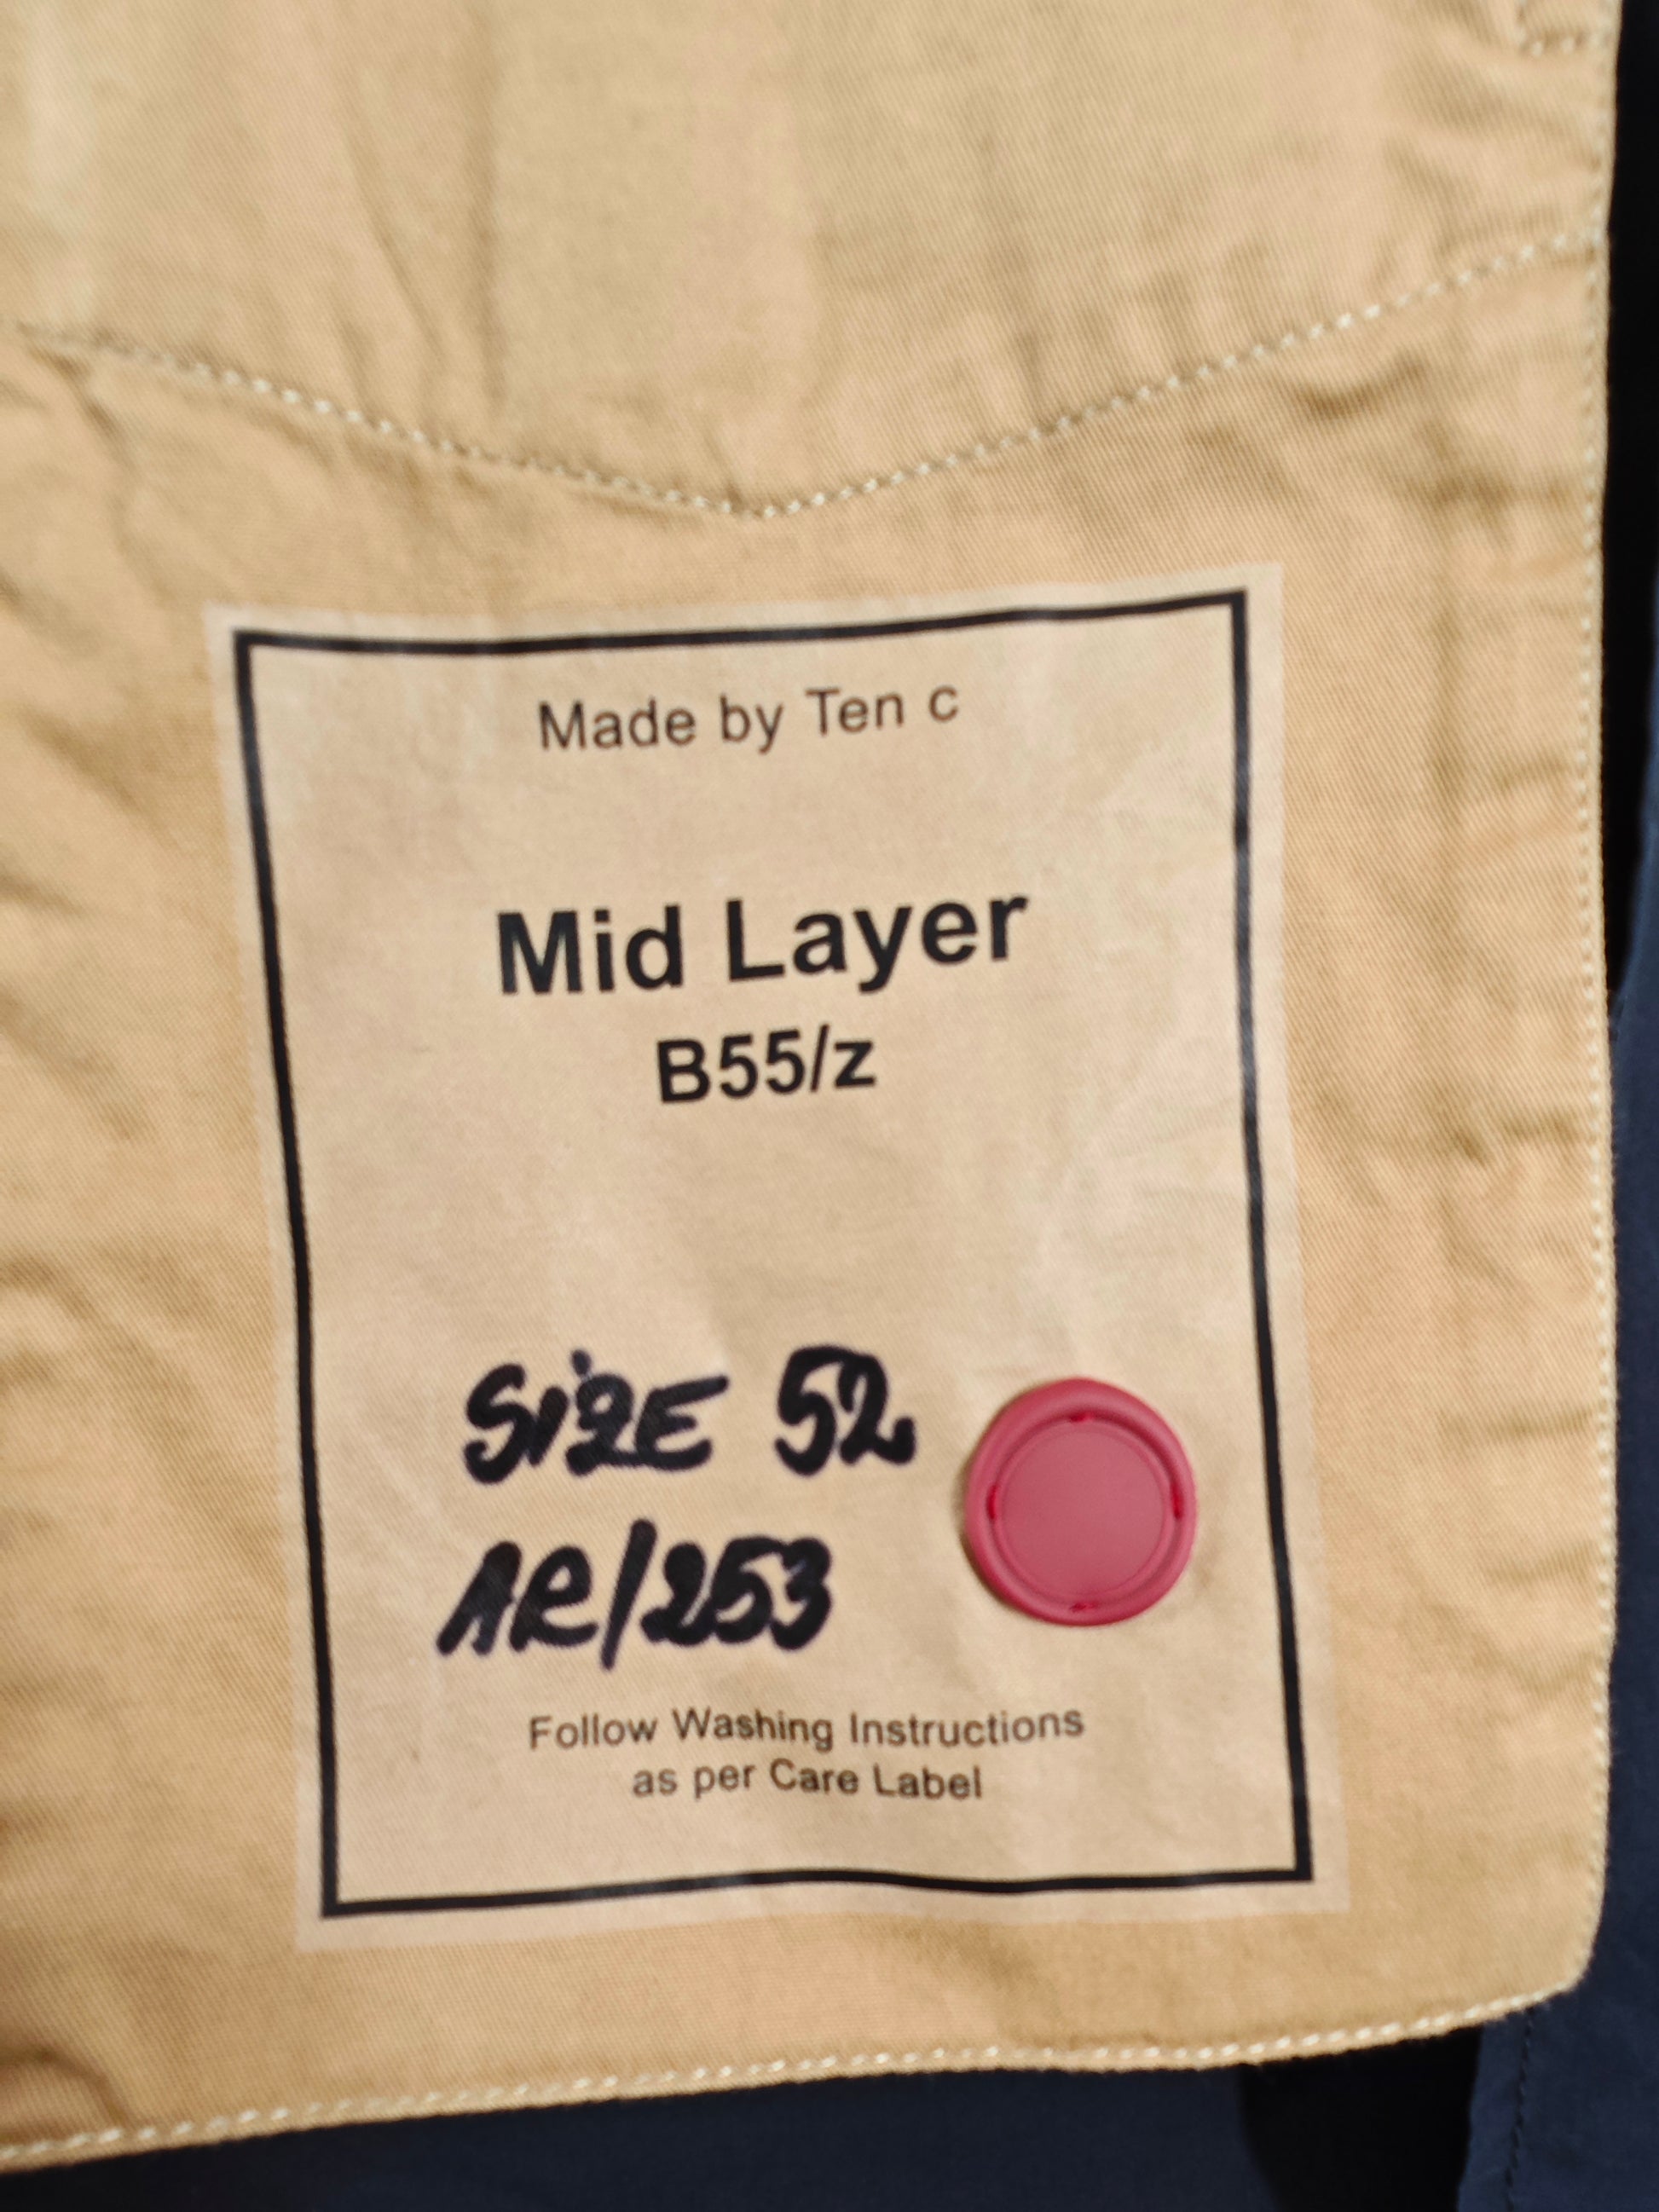 Made by Ten c
Mid Layer
B55/z
SiZE 52
AR/253
Follow Washing Instructions
as per Care Label